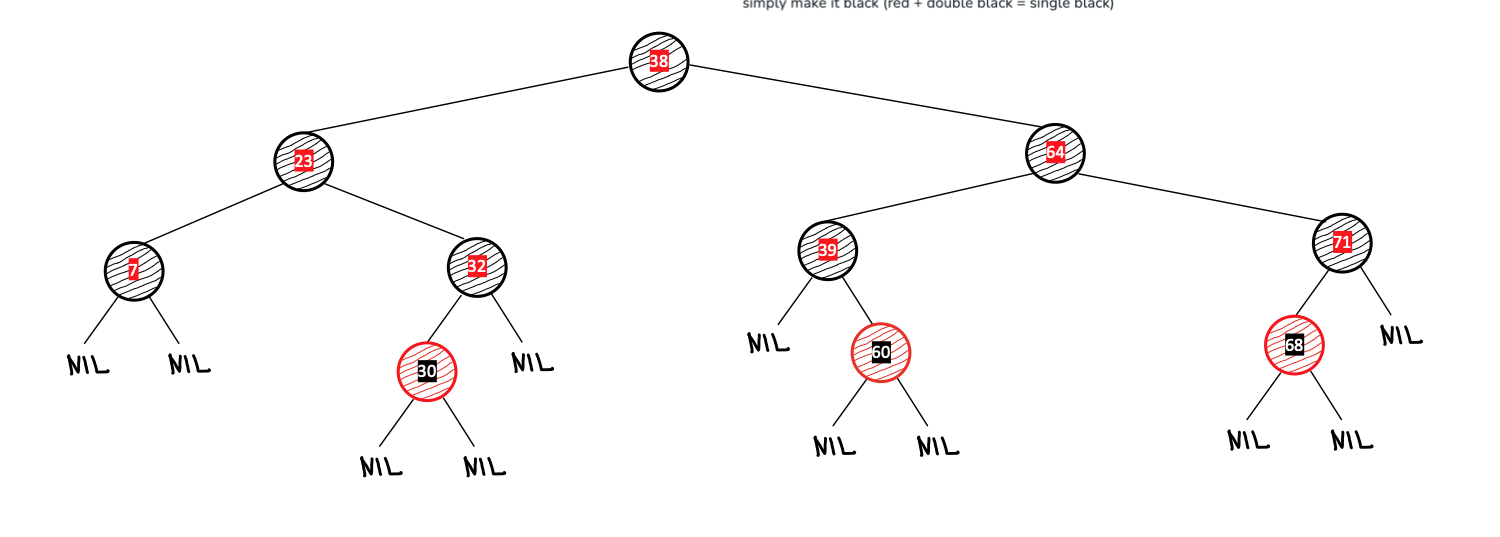 simply make it black (red + double black = single black)
38
23
64
7
32
39
71
NIL
NIL
30
NIL
NIL
60
68
NIL
NIL
NIL
NIL
NIL
NIL
NIL